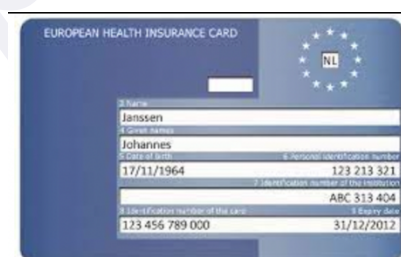 EUROPEAN HEALTH INSURANCE CARD
NL
3 Name
Janssen
4 Given names
Johannes
5 Date of birth 6 Personal identification number
17/11/1964 123 213 321
7 Identification number of the institution
ABC 313 404
8 Identification number of the card 9 Expiry date
123 456 789 000 31/12/2012